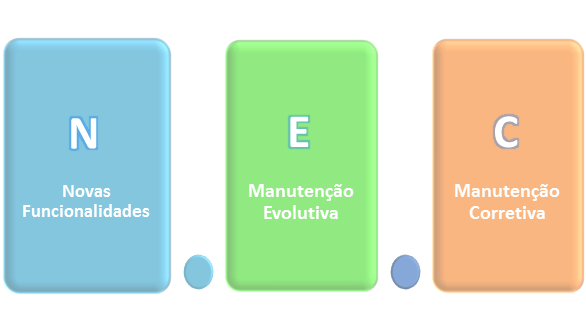 N
Novas
Funcionalidades
E
Manutenção
Evolutiva
C
Manutenção
Corretiva